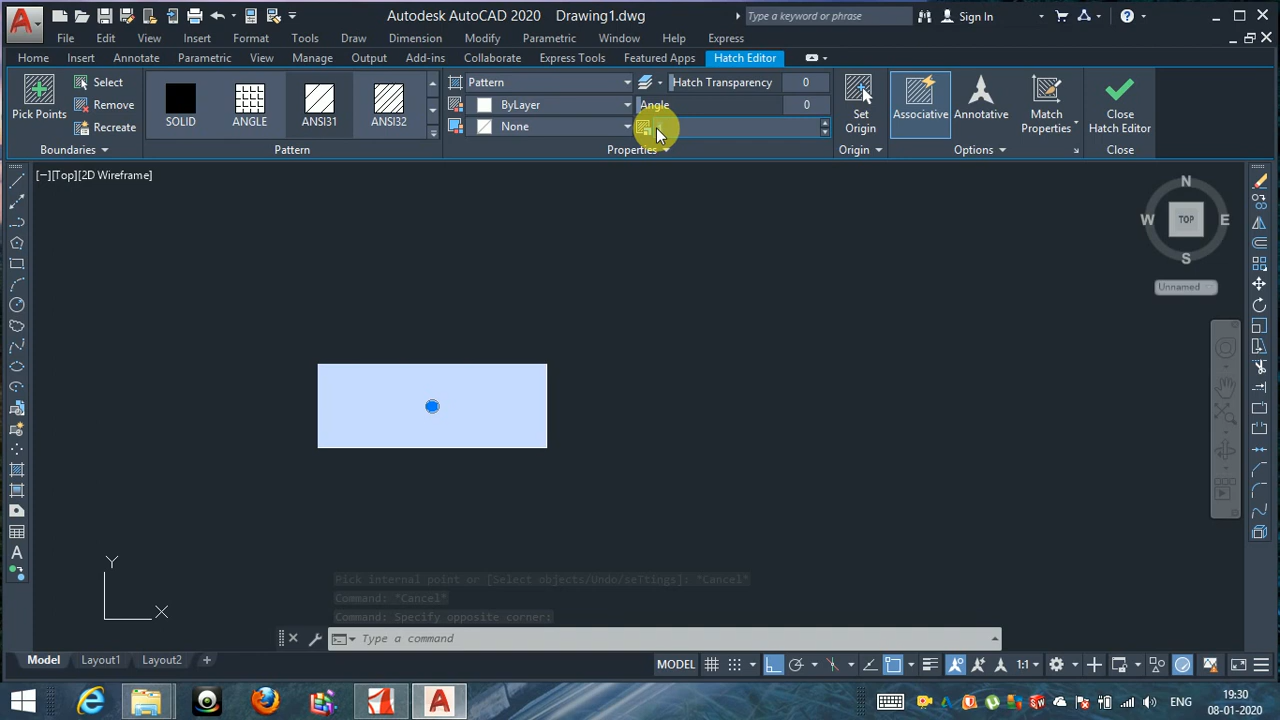 Autodesk AutoCAD 2020 Drawing1.dwg
Type a keyword or phrase
Sign In
File Edit View Insert Format Tools Draw Dimension Modify Parametric Window Help Express
Home Insert Annotate Parametric View Manage Output Add-ins Collaborate Express Tools Featured Apps Hatch Editor
Pick Points
Select
Remove
Recreate
Boundaries
SOLID ANGLE ANSI31 ANSI32
Pattern
Pattern
ByLayer
None
Hatch Transparency 0
Angle 0
Properties
Set
Origin
Origin
Associative
Annotative
Match
Properties
Options
Close
Hatch Editor
Close
[−][Top][2D Wireframe]
N
W TOP E
S
Unnamed
Y
X
Pick internal point or [Select objects/Undo/seTtings]: *Cancel*
Command: *Cancel*
Command: Specify opposite corner:
Type a command
Model Layout1 Layout2 +
MODEL
1:1
ENG
19:30
08-01-2020